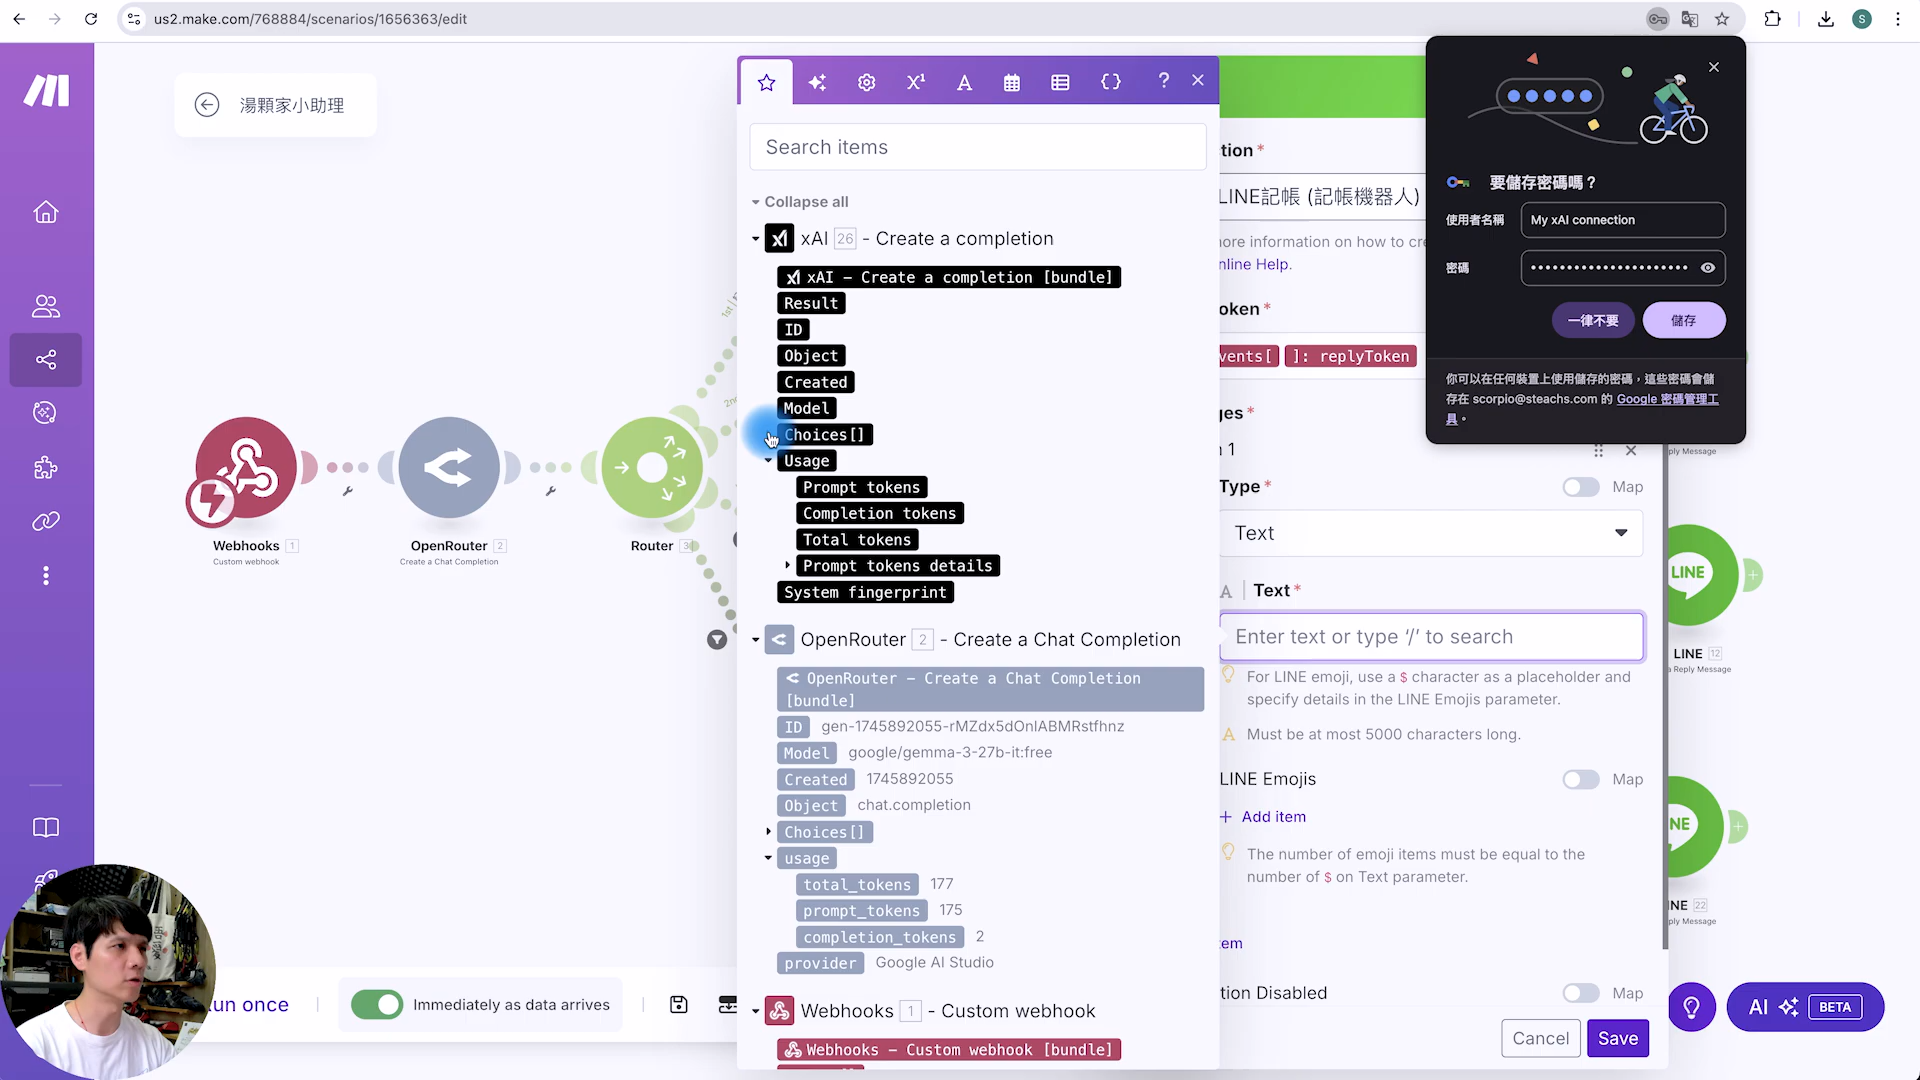 us2.make.com/768884/scenarios/1656363/edit
S
湯顆家小助理
Webhooks 1
Custom webhook
OpenRouter 2
Create a Chat Completion
Router
1st
2nd
Search items
Collapse all
xAI 26 - Create a completion
xAI – Create a completion [bundle]
Result
ID
Object
Created
Model
Choices[]
Usage
Prompt tokens
Completion tokens
Total tokens
Prompt tokens details
System fingerprint
OpenRouter 2 - Create a Chat Completion
OpenRouter – Create a Chat Completion
[bundle]
ID gen-1745892055-rMZdx5dOnlABMRstfhnz
Model google/gemma-3-27b-it:free
Created 1745892055
Object chat.completion
Choices[]
usage
total_tokens 177
prompt_tokens 175
completion_tokens 2
provider Google AI Studio
Webhooks 1 - Custom webhook
Webhooks – Custom webhook [bundle]
tion *
LINE記帳 (記帳機器人)
more information on how to cre
nline Help.
oken *
vents[ ]: replyToken
ges *
n 1
Type * Map
Text
A Text *
Enter text or type ‘/’ to search
For LINE emoji, use a $ character as a placeholder and
specify details in the LINE Emojis parameter.
Must be at most 5000 characters long.
LINE Emojis Map
+ Add item
The number of emoji items must be equal to the
number of $ on Text parameter.
em
tion Disabled Map
Cancel Save
要儲存密碼嗎？
使用者名稱 My xAI connection
密碼
一律不要 儲存
你可以在任何裝置上使用儲存的密碼，這些密碼會儲
存在 scorpio@steachs.com 的 Google 密碼管理工
具。
ply Message
LINE
LINE 12
a Reply Message
NE
NE 22
ply Message
un once
Immediately as data arrives
AI BETA